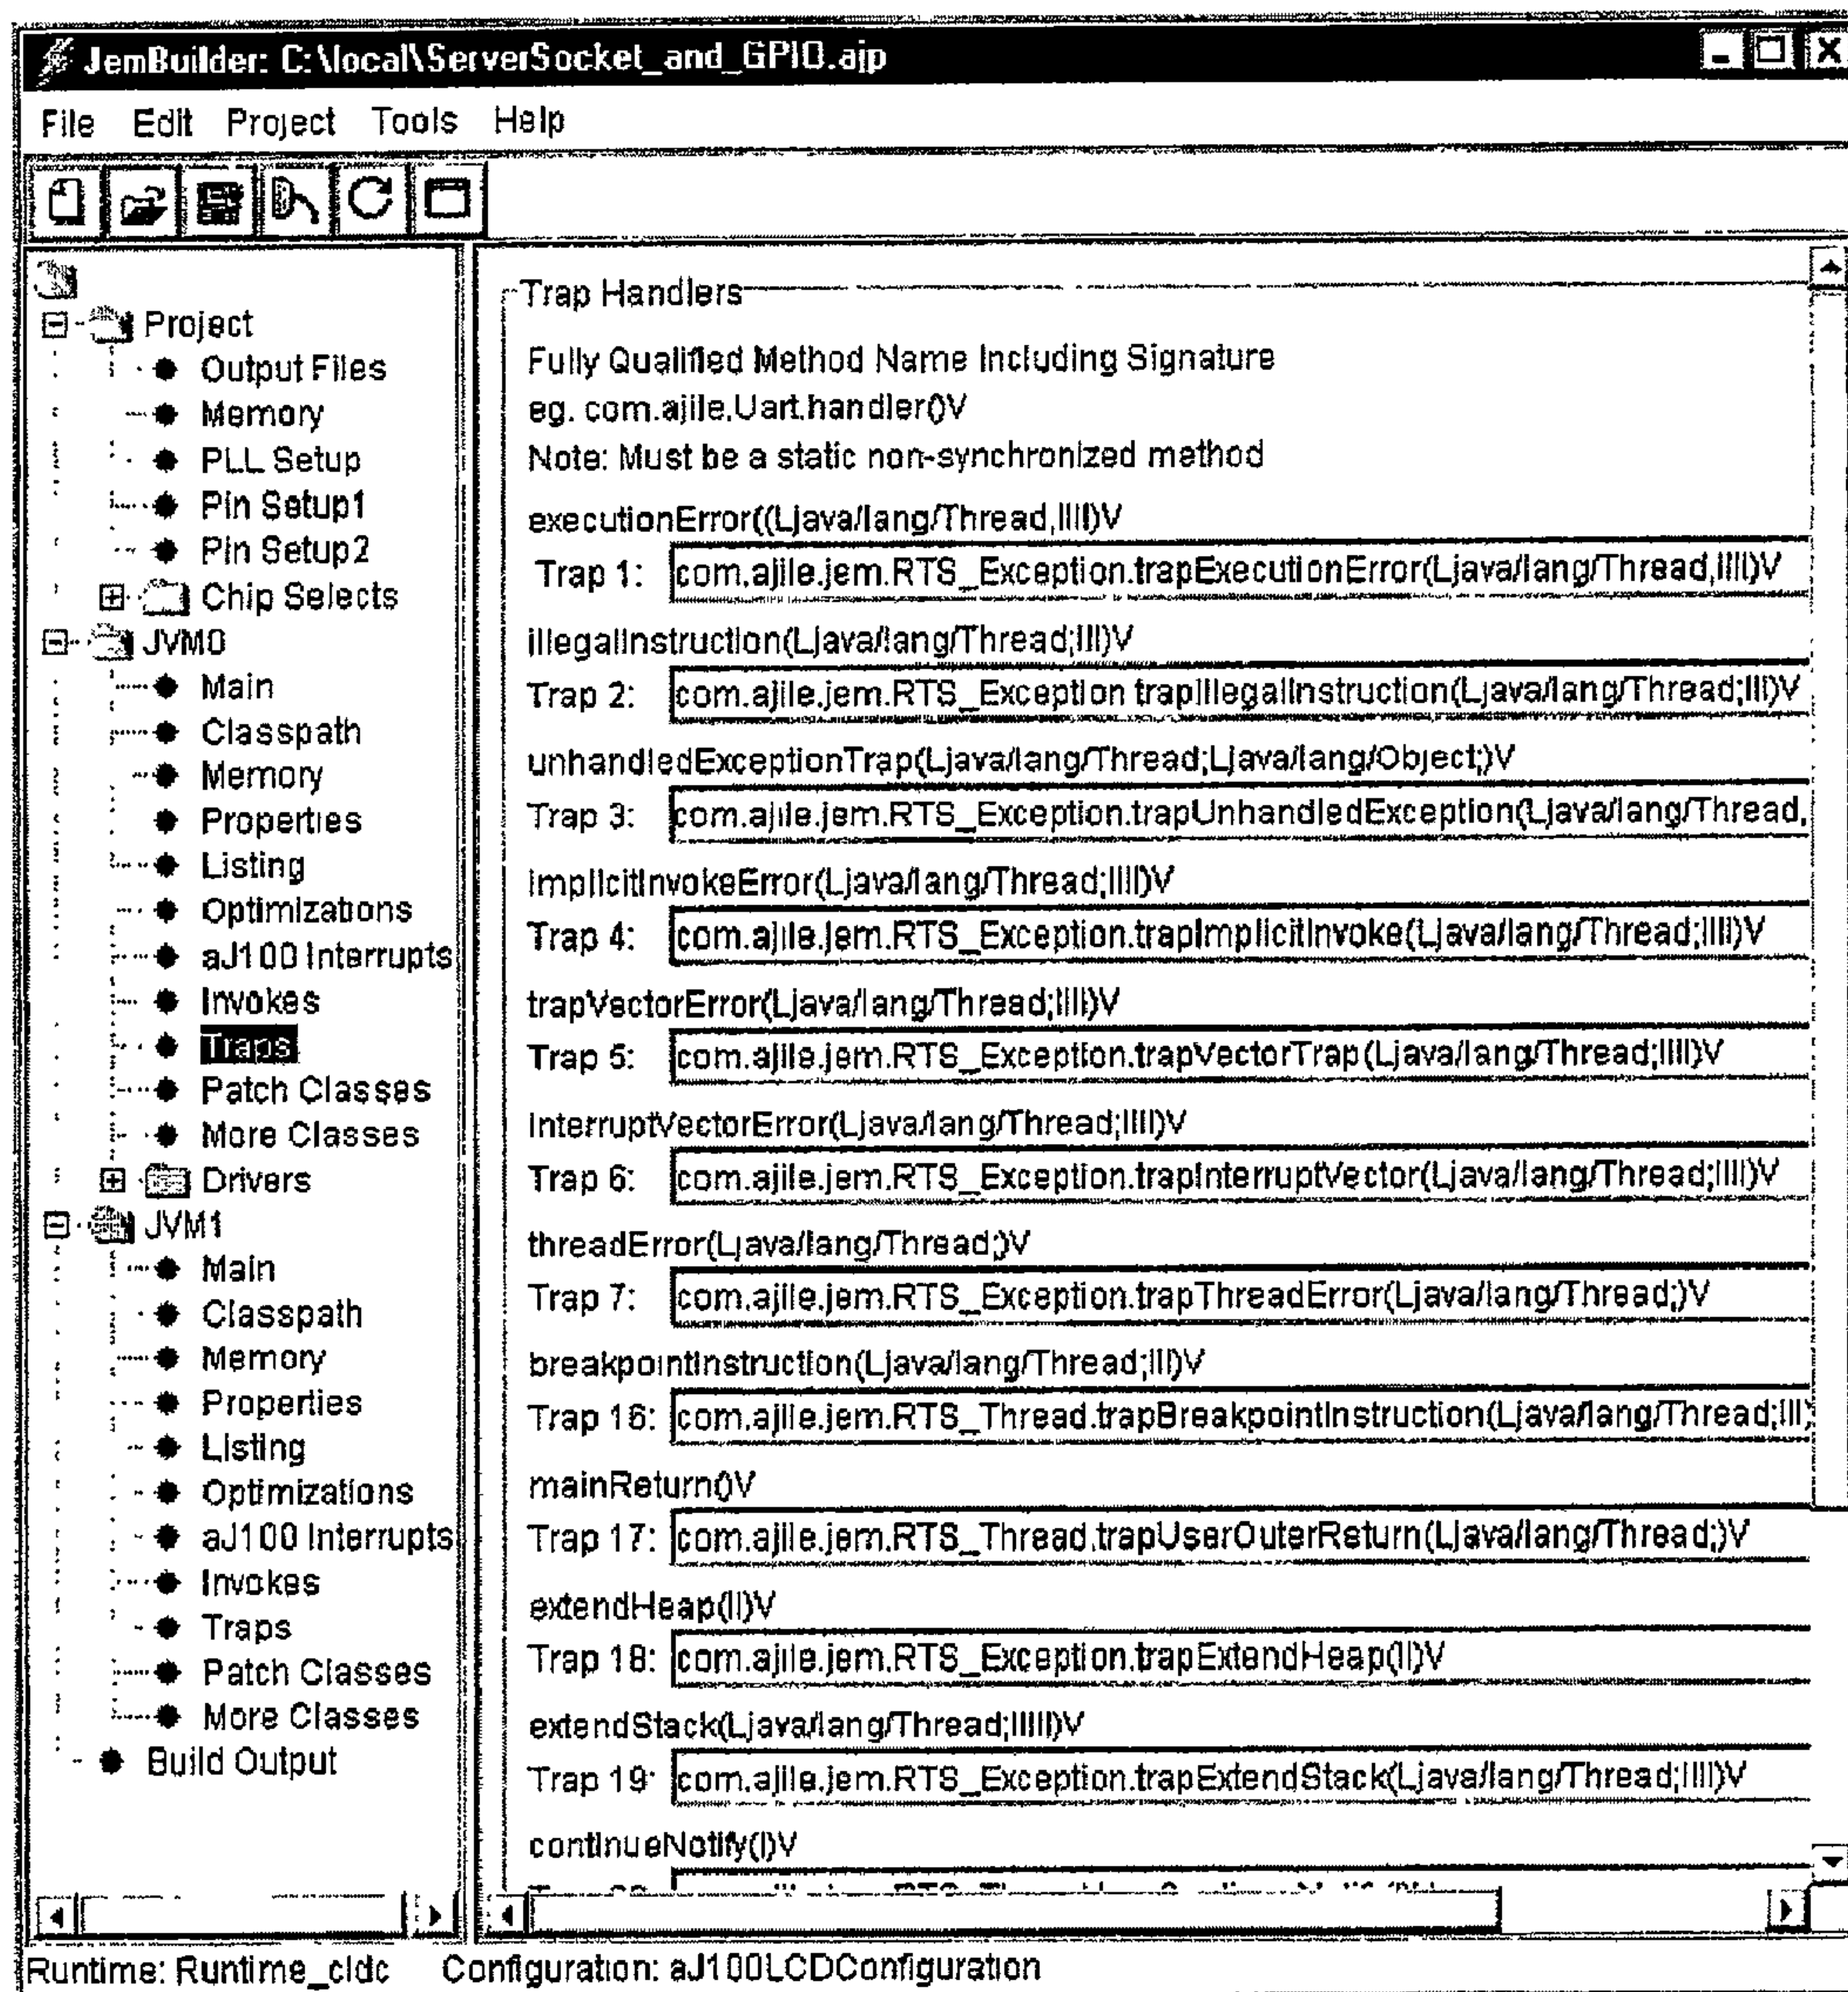 JemBuilder: C:\local\ServerSocket_and_GPIO.ajp
File Edit Project Tools Help
Project
Output Files
Memory
PLL Setup
Pin Setup1
Pin Setup2
Chip Selects
JVM0
Main
Classpath
Memory
Properties
Listing
Optimizations
aJ100 Interrupts
Invokes
Traps
Patch Classes
More Classes
Drivers
JVM1
Main
Classpath
Memory
Properties
Listing
Optimizations
aJ100 Interrupts
Invokes
Traps
Patch Classes
More Classes
Build Output
Trap Handlers
Fully Qualified Method Name Including Signature
eg. com.ajile.Uart.handler()V
Note: Must be a static non-synchronized method
executionError((Ljava/lang/Thread,IIII)V
Trap 1: com.ajile.jem.RTS_Exception.trapExecutionError(Ljava/lang/Thread,IIII)V
illegalInstruction(Ljava/lang/Thread;III)V
Trap 2: com.ajile.jem.RTS_Exception trapIllegalInstruction(Ljava/lang/Thread;III)V
unhandledExceptionTrap(Ljava/lang/Thread;Ljava/lang/Object;)V
Trap 3: com.ajile.jem.RTS_Exception.trapUnhandledException(Ljava/lang/Thread,
implicitInvokeError(Ljava/lang/Thread;IIII)V
Trap 4: com.ajile.jem.RTS_Exception.trapImplicitInvoke(Ljava/lang/Thread;IIII)V
trapVectorError(Ljava/lang/Thread;IIII)V
Trap 5: com.ajile.jem.RTS_Exception.trapVectorTrap(Ljava/lang/Thread;IIII)V
interruptVectorError(Ljava/lang/Thread;IIII)V
Trap 6: com.ajile.jem.RTS_Exception.trapInterruptVector(Ljava/lang/Thread;IIII)V
threadError(Ljava/lang/Thread;)V
Trap 7: com.ajile.jem.RTS_Exception.trapThreadError(Ljava/lang/Thread;)V
breakpointInstruction(Ljava/lang/Thread;III)V
Trap 16: com.ajile.jem.RTS_Thread.trapBreakpointInstruction(Ljava/lang/Thread;III)
mainReturn()V
Trap 17: com.ajile.jem.RTS_Thread.trapUserOuterReturn(Ljava/lang/Thread;)V
extendHeap(II)V
Trap 18: com.ajile.jem.RTS_Exception.trapExtendHeap(II)V
extendStack(Ljava/lang/Thread;IIIII)V
Trap 19: com.ajile.jem.RTS_Exception.trapExtendStack(Ljava/lang/Thread;IIII)V
continueNotify(I)V
Runtime: Runtime_cldc Configuration: aJ100LCDConfiguration